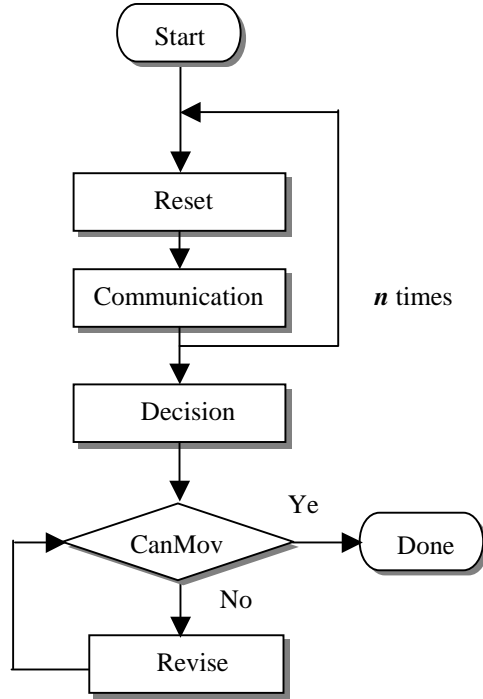 Start
Reset
Communication
n times
Decision
Ye
CanMov
Done
No
Revise